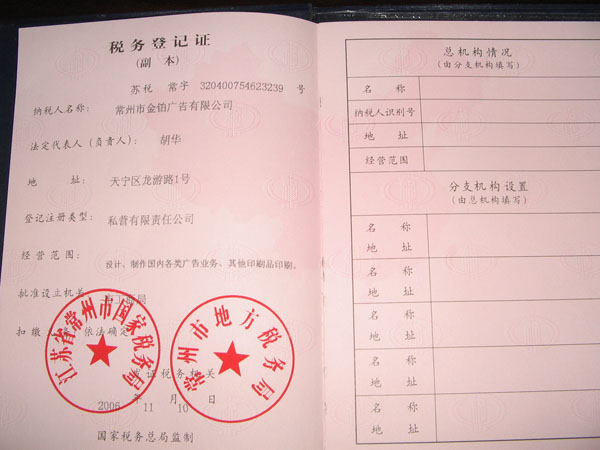 税务登记证
(副 本)
苏税 常字 320400754623239 号
纳税人名称: 常州市金铂广告有限公司
法定代表人(负责人): 胡华
地 址: 天宁区龙游路1号
登记注册类型: 私营有限责任公司
经营范围: 设计、制作国内各类广告业务、其他印刷品印刷。
批准设立机关
扣缴 依法确定
江苏省常州市国家税务局
常州市地方税务局
税务机关
2006 年 11 月 10 日
国家税务总局监制
总机构情况
(由分支机构填写)
名 称
纳税人识别号
地 址
经营范围
分支机构设置
(由总机构填写)
名 称
地 址
名 称
地 址
名 称
地 址
名 称
地 址
名 称
地 址